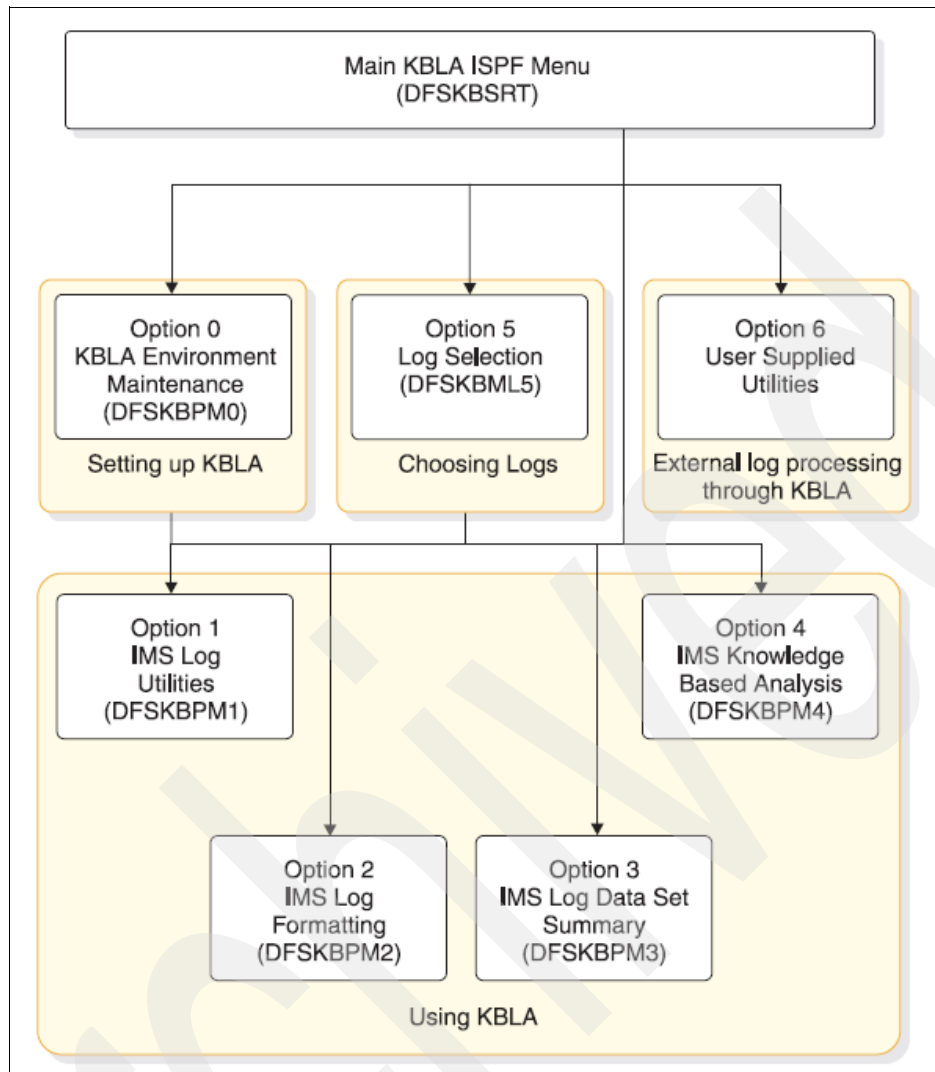 Main KBLA ISPF Menu
(DFSKBSRT)
Option 0
KBLA Environment
Maintenance
(DFSKBPM0)
Setting up KBLA
Option 5
Log Selection
(DFSKBML5)
Choosing Logs
Option 6
User Supplied
Utilities
External log processing
through KBLA
Option 1
IMS Log
Utilities
(DFSKBPM1)
Option 4
IMS Knowledge
Based Analysis
(DFSKBPM4)
Option 2
IMS Log
Formatting
(DFSKBPM2)
Option 3
IMS Log Data Set
Summary
(DFSKBPM3)
Using KBLA